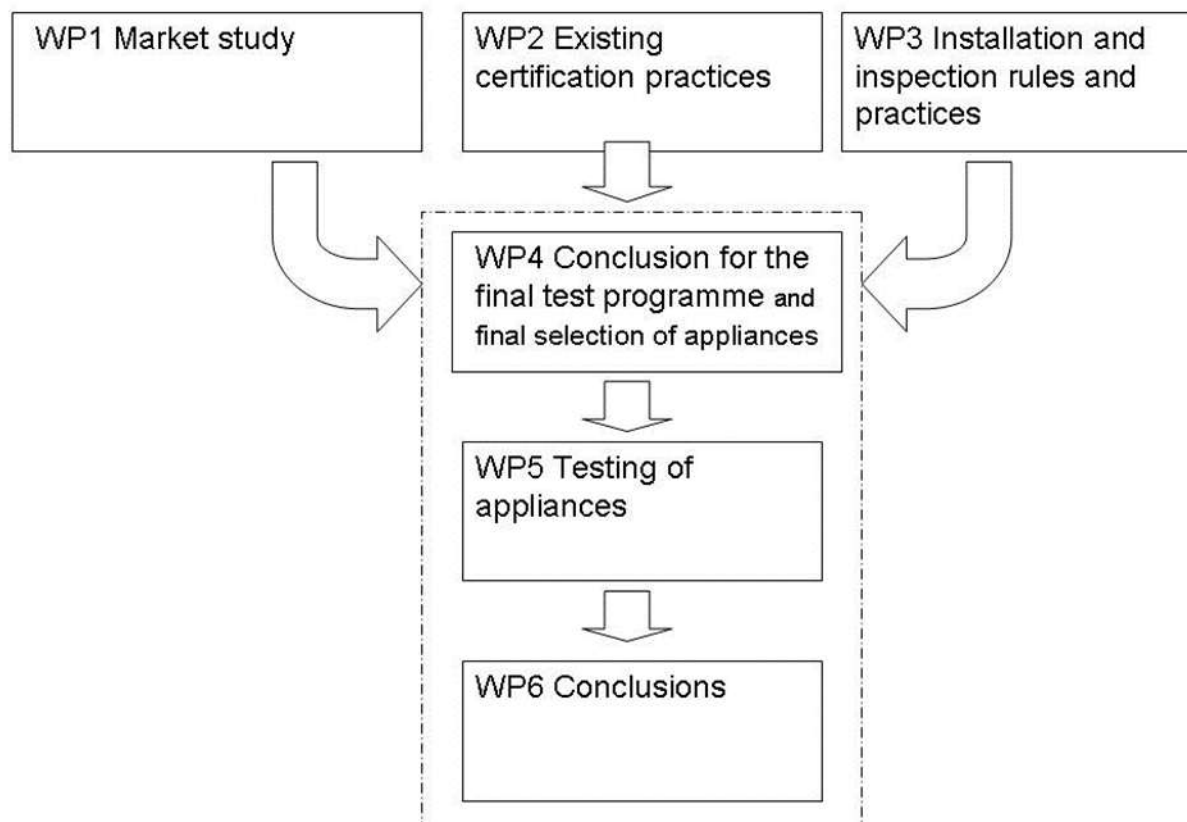 WP1 Market study
WP2 Existing
certification practices
WP3 Installation and
inspection rules and
practices
WP4 Conclusion for the
final test programme and
final selection of appliances
WP5 Testing of
appliances
WP6 Conclusions